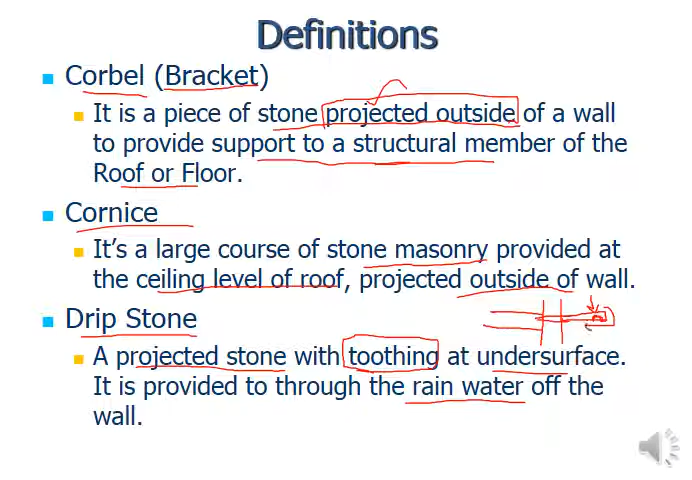 Definitions
Corbel (Bracket)
It is a piece of stone projected outside of a wall
to provide support to a structural member of the
Roof or Floor.
Cornice
It's a large course of stone masonry provided at
the ceiling level of roof, projected outside of wall.
Drip Stone
A projected stone with toothing at undersurface.
It is provided to through the rain water off the
wall.